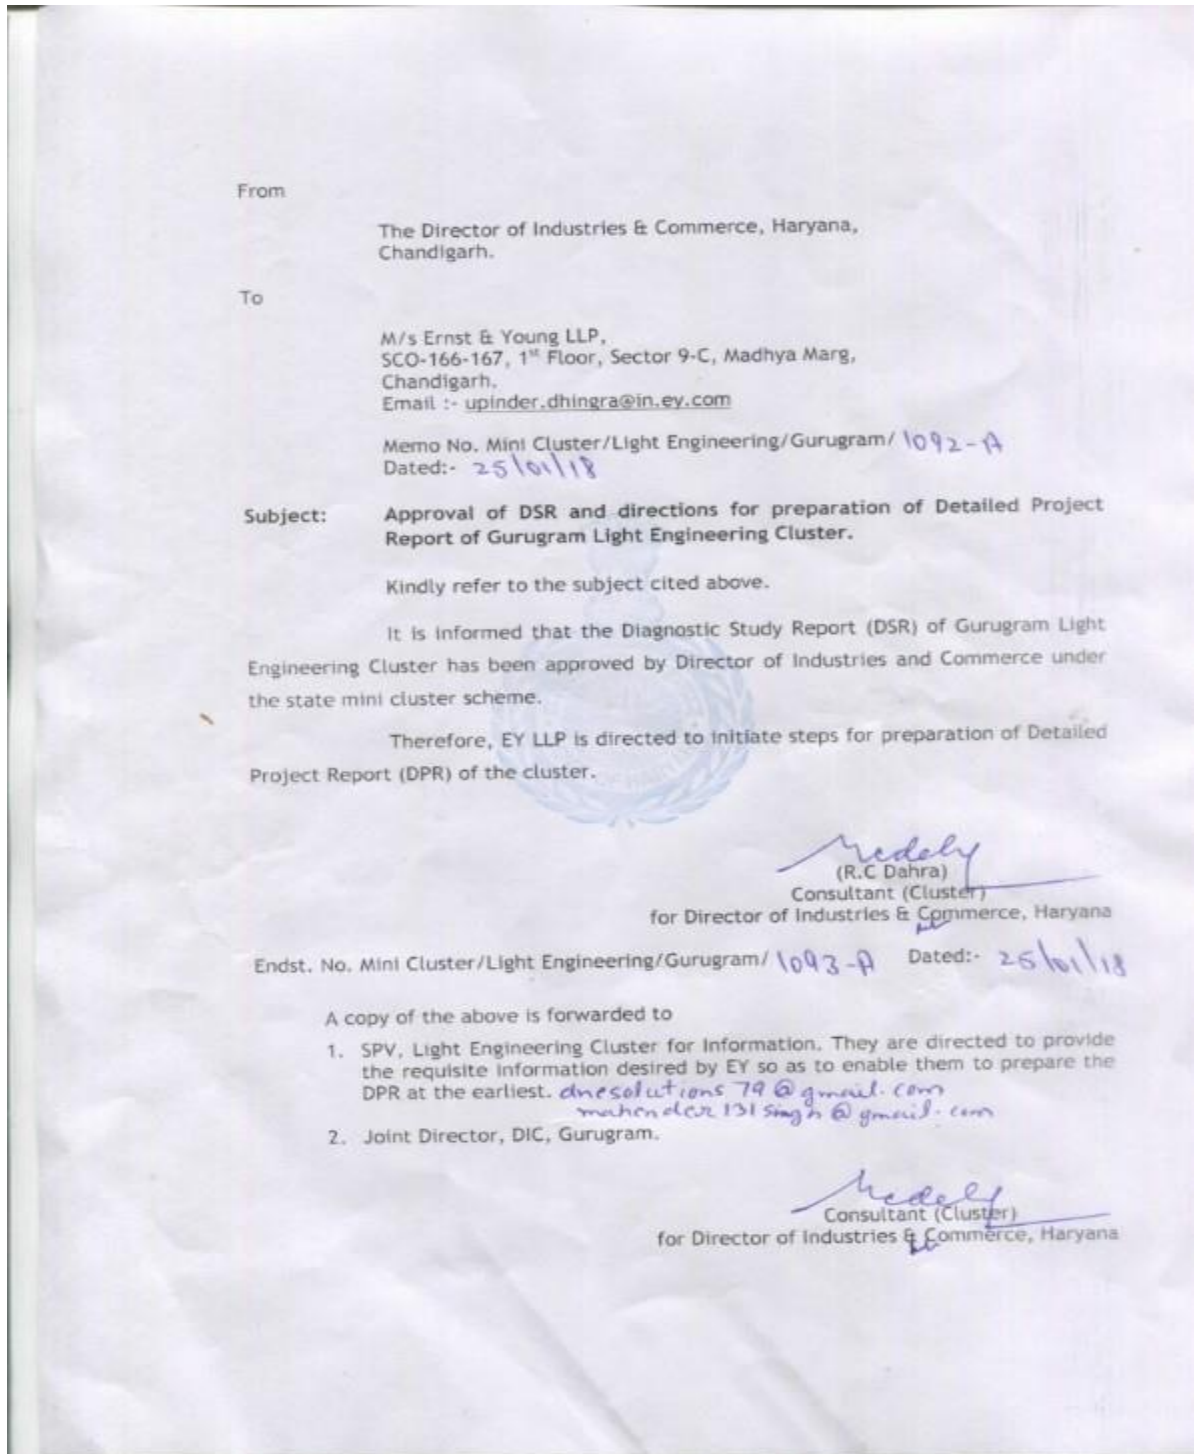 From
The Director of Industries & Commerce, Haryana,
Chandigarh.
To
M/s Ernst & Young LLP,
SCO-166-167, 1st Floor, Sector 9-C, Madhya Marg,
Chandigarh.
Email :- upinder.dhingra@in.ey.com
Memo No. Mini Cluster/Light Engineering/Gurugram/ 1092-A
Dated:- 25/01/18
Subject: Approval of DSR and directions for preparation of Detailed Project
Report of Gurugram Light Engineering Cluster.
Kindly refer to the subject cited above.
It is informed that the Diagnostic Study Report (DSR) of Gurugram Light
Engineering Cluster has been approved by Director of Industries and Commerce under
the state mini cluster scheme.
Therefore, EY LLP is directed to initiate steps for preparation of Detailed
Project Report (DPR) of the cluster.
(R.C Dahra)
Consultant (Cluster)
for Director of Industries & Commerce, Haryana
Endst. No. Mini Cluster/Light Engineering/Gurugram/ 1093-A Dated:- 25/01/18
A copy of the above is forwarded to
1. SPV, Light Engineering Cluster for Information. They are directed to provide
the requisite information desired by EY so as to enable them to prepare the
DPR at the earliest. dnesolutions79@gmail.com
mahender131singh@gmail.com
2. Joint Director, DIC, Gurugram.
Consultant (Cluster)
for Director of Industries & Commerce, Haryana